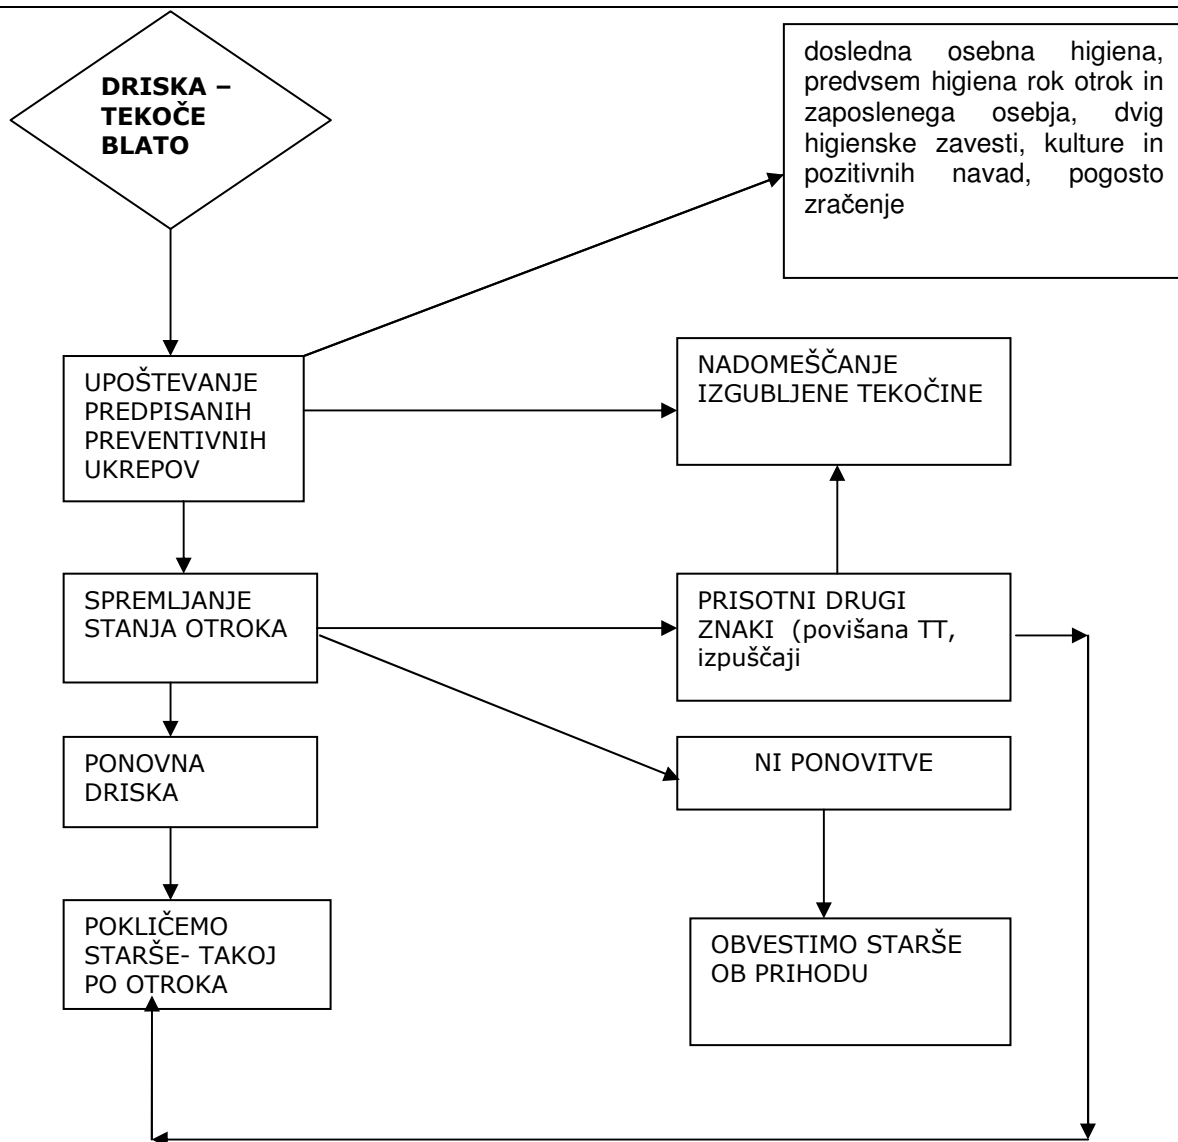 DRISKA –
TEKOČE
BLATO
dosledna osebna higiena,
predvsem higiena rok otrok in
zaposlenega osebja, dvig
higienske zavesti, kulture in
pozitivnih navad, pogosto
zračenje
UPOŠTEVANJE
PREDPISANIH
PREVENTIVNIH
UKREPOV
NADOMEŠČANJE
IZGUBLJENE TEKOČINE
SPREMLJANJE
STANJA OTROKA
PRISOTNI DRUGI
ZNAKI (povišana TT,
izpuščaji
PONOVNA
DRISKA
NI PONOVITVE
POKLIČEMO
STARŠE- TAKOJ
PO OTROKA
OBVESTIMO STARŠE
OB PRIHODU